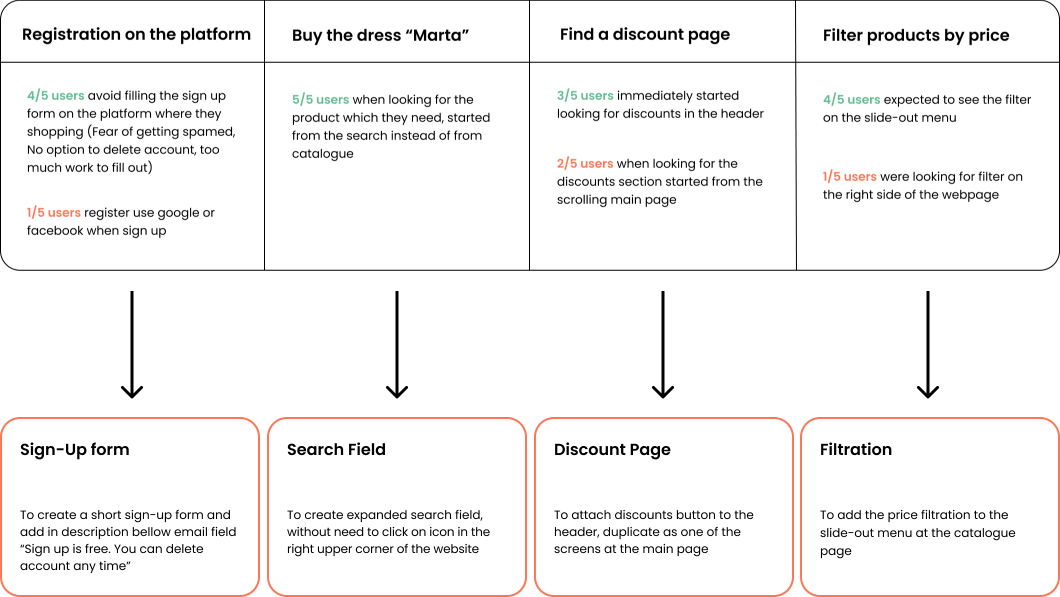 Registration on the platform
4/5 users avoid filling the sign up
form on the platform where they
shopping (Fear of getting spamed,
No option to delete account, too
much work to fill out)
1/5 users register use google or
facebook when sign up
Buy the dress “Marta”
5/5 users when looking for the
product which they need, started
from the search instead of from
catalogue
Find a discount page
3/5 users immediately started
looking for discounts in the header
2/5 users when looking for the
discounts section started from the
scrolling main page
Filter products by price
4/5 users expected to see the filter
on the slide-out menu
1/5 users were looking for filter on
the right side of the webpage
Sign-Up form
To create a short sign-up form and
add in description bellow email field
“Sign up is free. You can delete
account any time”
Search Field
To create expanded search field,
without need to click on icon in the
right upper corner of the website
Discount Page
To attach discounts button to the
header, duplicate as one of the
screens at the main page
Filtration
To add the price filtration to the
slide-out menu at the catalogue
page